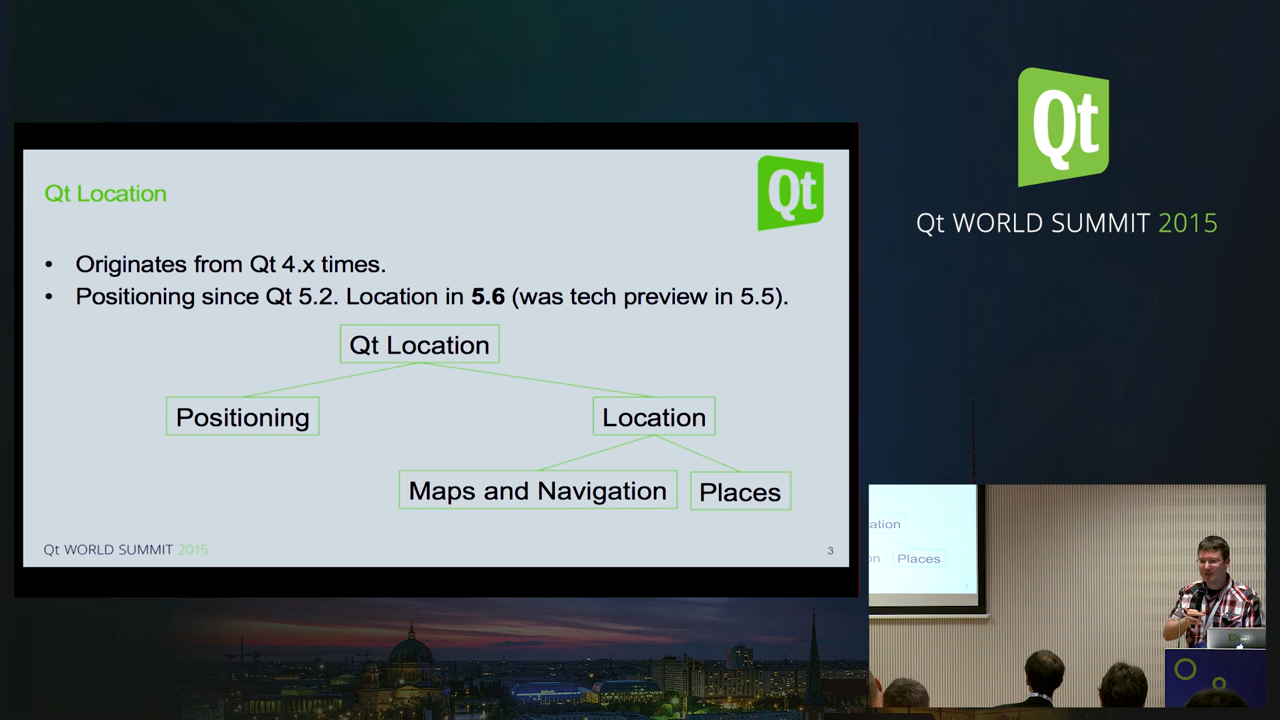 Qt Location
Qt
• Originates from Qt 4.x times.
• Positioning since Qt 5.2. Location in 5.6 (was tech preview in 5.5).
Qt Location
Positioning
Location
Maps and Navigation
Places
Qt WORLD SUMMIT 2015
3
Qt
Qt WORLD SUMMIT 2015
ation
on
Places